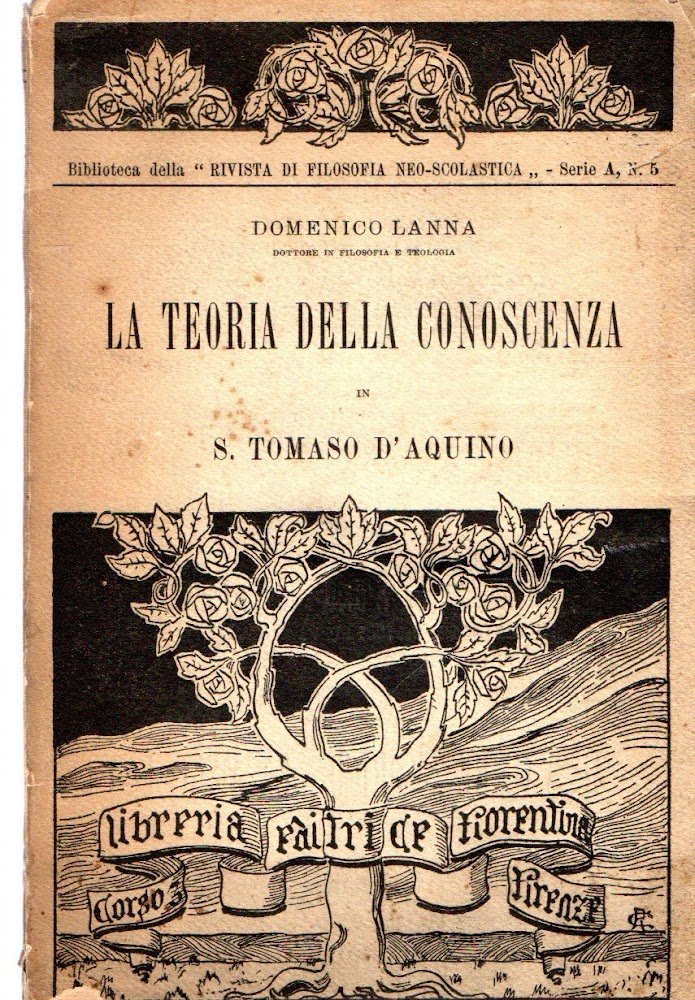 Biblioteca della “ RIVISTA DI FILOSOFIA NEO-SCOLASTICA „ - Serie A, N. 5
DOMENICO LANNA
DOTTORE IN FILOSOFIA E TEOLOGIA
LA TEORIA DELLA CONOSCENZA
IN
S. TOMASO D'AQUINO
Libreria Editrice Fiorentina
Corso 3 Firenze